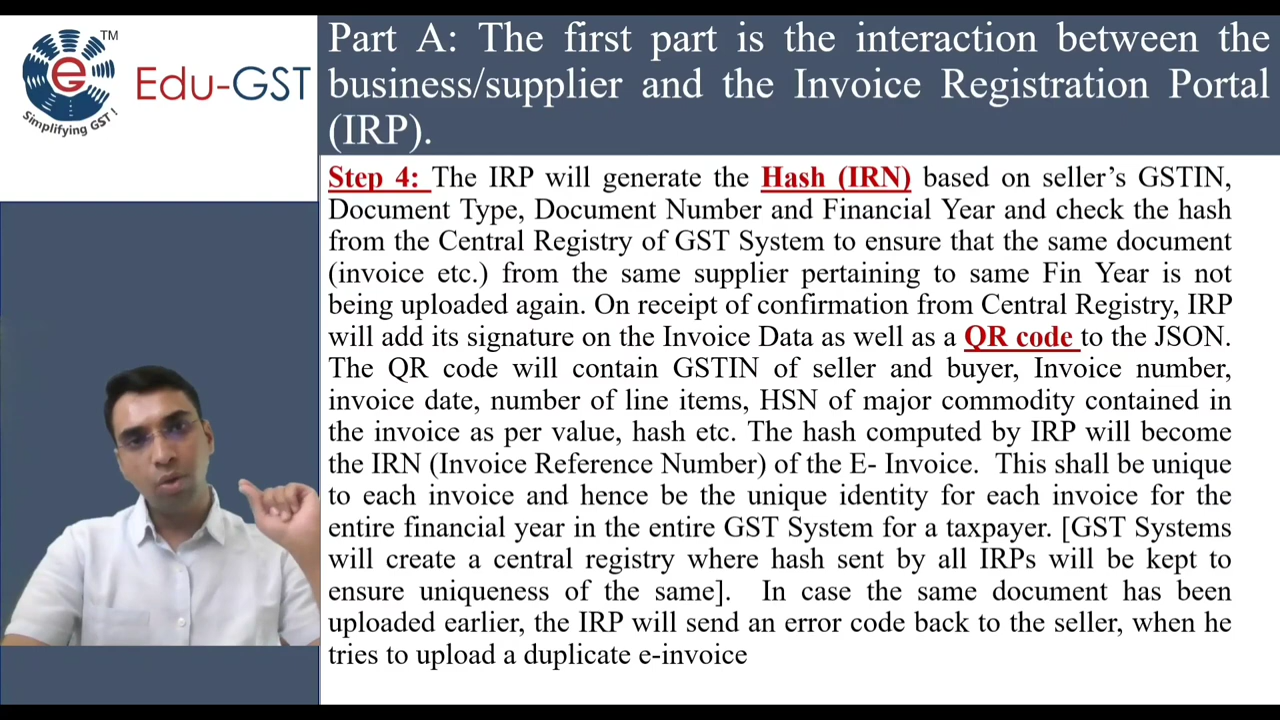 TM
e
Edu-GST
Simplifying GST !
Part A: The first part is the interaction between the
business/supplier and the Invoice Registration Portal
(IRP).
Step 4: The IRP will generate the Hash (IRN) based on seller’s GSTIN,
Document Type, Document Number and Financial Year and check the hash
from the Central Registry of GST System to ensure that the same document
(invoice etc.) from the same supplier pertaining to same Fin Year is not
being uploaded again. On receipt of confirmation from Central Registry, IRP
will add its signature on the Invoice Data as well as a QR code to the JSON.
The QR code will contain GSTIN of seller and buyer, Invoice number,
invoice date, number of line items, HSN of major commodity contained in
the invoice as per value, hash etc. The hash computed by IRP will become
the IRN (Invoice Reference Number) of the E- Invoice. This shall be unique
to each invoice and hence be the unique identity for each invoice for the
entire financial year in the entire GST System for a taxpayer. [GST Systems
will create a central registry where hash sent by all IRPs will be kept to
ensure uniqueness of the same]. In case the same document has been
uploaded earlier, the IRP will send an error code back to the seller, when he
tries to upload a duplicate e-invoice